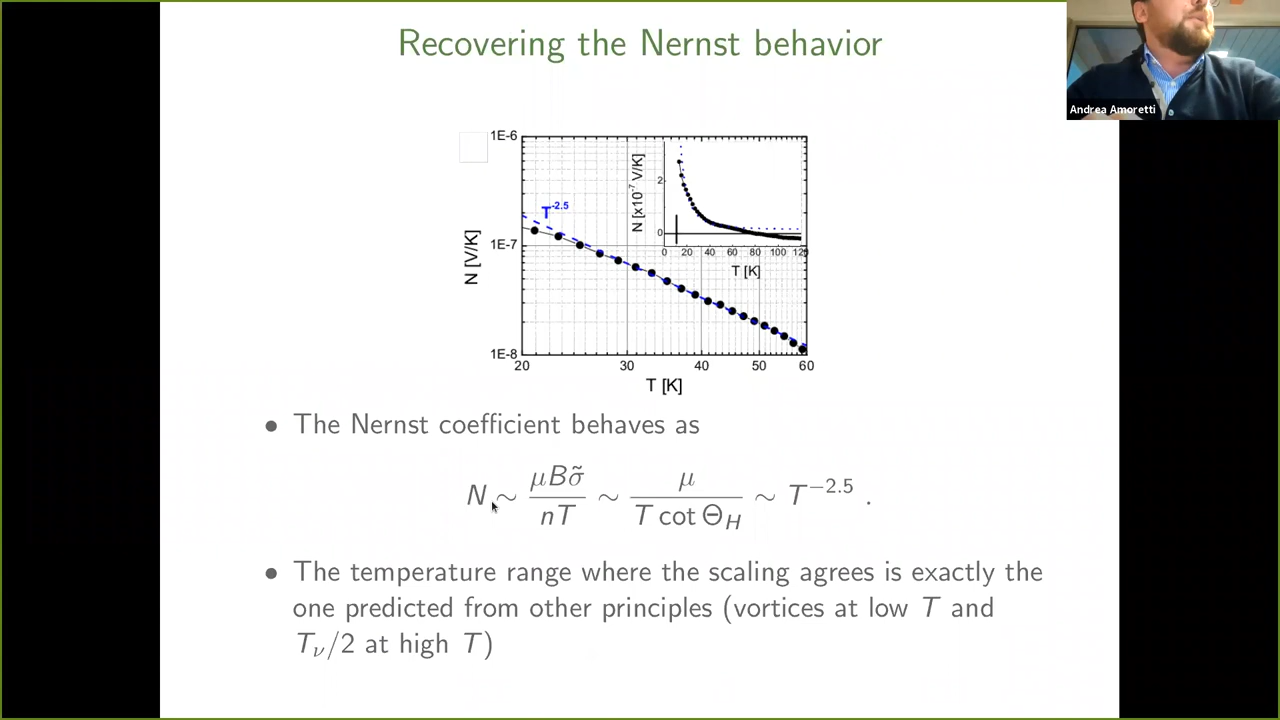 Recovering the Nernst behavior
Andrea Amoretti
1E-6
1E-7
1E-8
N [V/K]
T^-2.5
20 30 40 50 60
T [K]
N [x10^-7 V/K]
2
0
0 20 40 60 80 100 120
T [K]
• The Nernst coefficient behaves as
N ∼ μBσ̃/nT ∼ μ/T cot Θ_H ∼ T^−2.5 .
• The temperature range where the scaling agrees is exactly the
one predicted from other principles (vortices at low T and
T_ν/2 at high T)